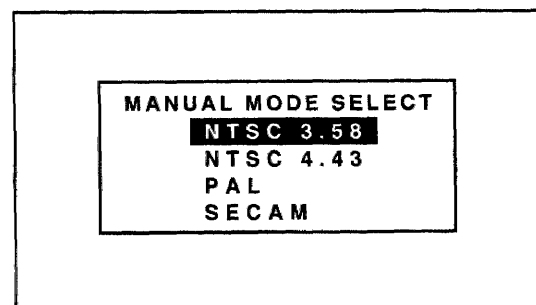 MANUAL MODE SELECT
NTSC 3.58
NTSC 4.43
PAL
SECAM